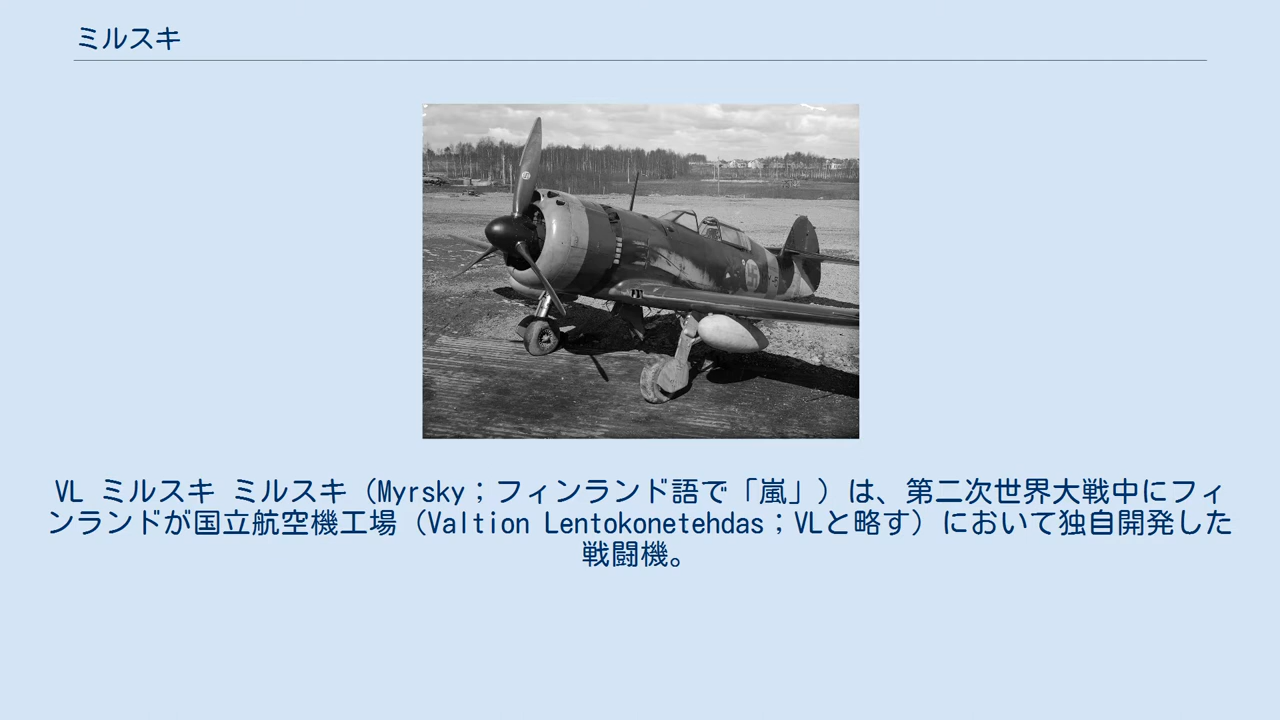 ミルスキ
VL ミルスキ ミルスキ（Myrsky；フィンランド語で「嵐」）は、第二次世界大戦中にフィ
ンランドが国立航空機工場（Valtion Lentokonetehdas；VLと略す）において独自開発した
戦闘機。